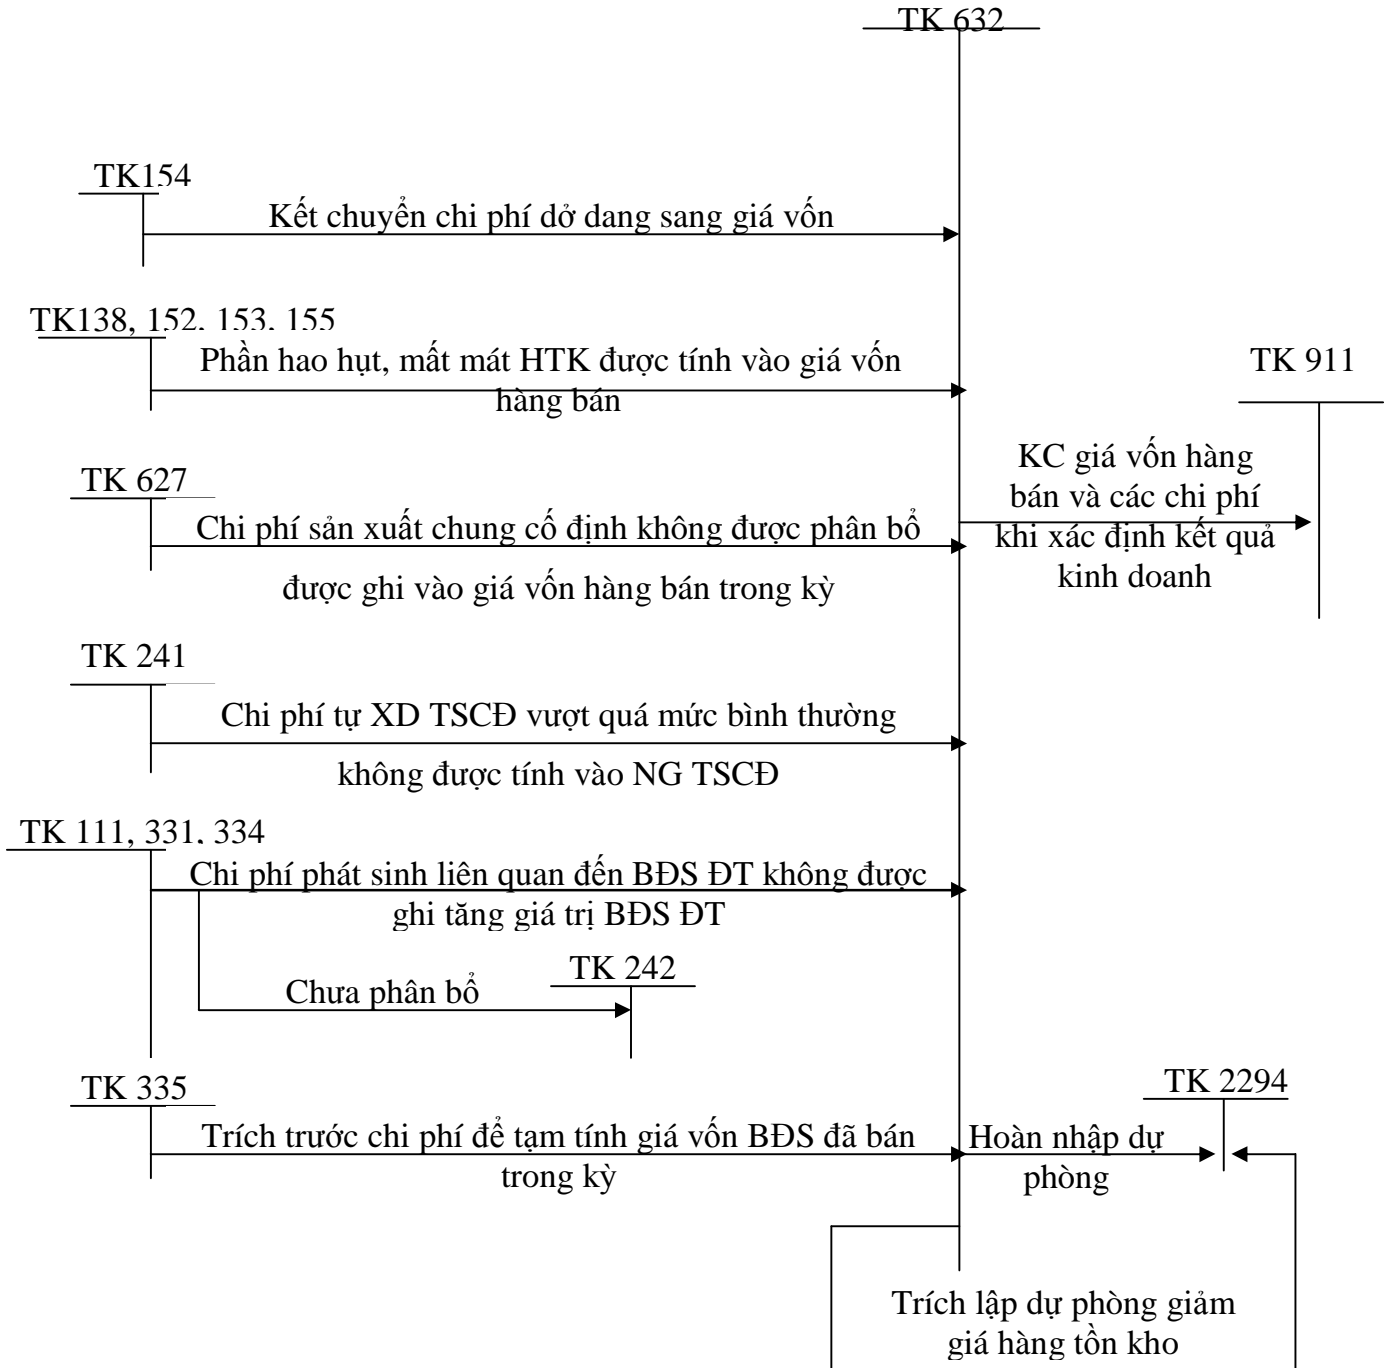 TK 632
TK154
Kết chuyển chi phí dở dang sang giá vốn
TK138, 152, 153, 155
Phần hao hụt, mất mát HTK được tính vào giá vốn
hàng bán
TK 911
KC giá vốn hàng
bán và các chi phí
khi xác định kết quả
kinh doanh
TK 627
Chi phí sản xuất chung cố định không được phân bổ
được ghi vào giá vốn hàng bán trong kỳ
TK 241
Chi phí tự XD TSCĐ vượt quá mức bình thường
không được tính vào NG TSCĐ
TK 111, 331, 334
Chi phí phát sinh liên quan đến BĐS ĐT không được
ghi tăng giá trị BĐS ĐT
TK 242
Chưa phân bổ
TK 335
Trích trước chi phí để tạm tính giá vốn BĐS đã bán
trong kỳ
TK 2294
Hoàn nhập dự
phòng
Trích lập dự phòng giảm
giá hàng tồn kho